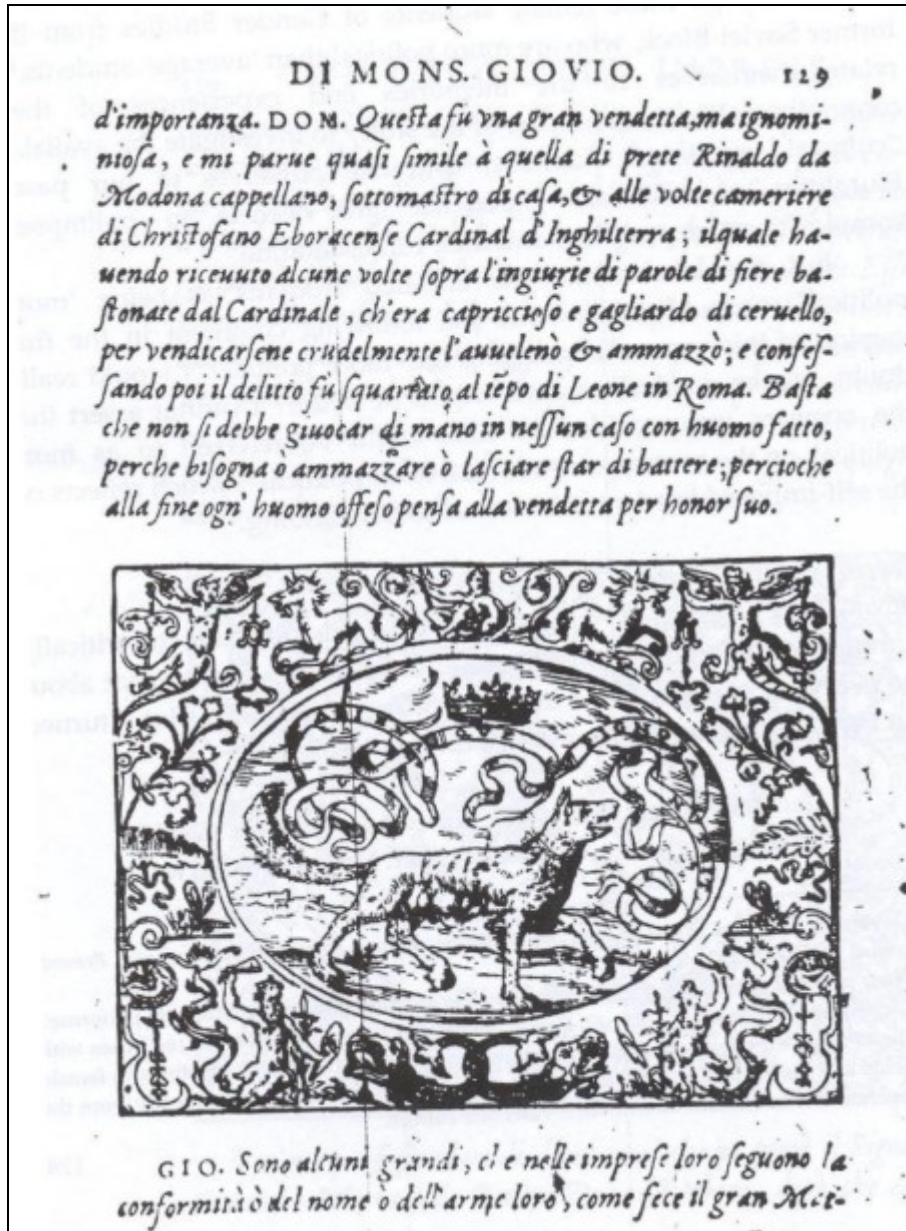 DI MONS. GIOVIO. 129
d'importanza. DOM. Questa fu vna gran vendetta, ma ignomi-
niosa, e mi parue quasi simile à quella di prete Rinaldo da
Modona cappellano, sottomastro di casa, & alle volte cameriere
di Christofano Eboracense Cardinal d'Inghilterra; ilquale ha-
uendo riceuuto alcune volte sopra l'ingiurie di parole di fiere ba-
stonate dal Cardinale, ch'era capriccioso e gagliardo di ceruello,
per vendicarsene crudelmente l'auuelenò & ammazzò; e confes-
sando poi il delitto fu squartato al tẽpo di Leone in Roma. Basta
che non si debbe giuocar di mano in nessun caso con huomo fatto,
perche bisogna o ammazzare ò lasciare star di battere; percioche
alla fine ogn' huomo offeso pensa alla vendetta per honor suo.
GIO. Sono alcuni grandi, ch e nelle imprese loro seguono la
conformità ò del nome ò dell'arme loro, come fece il gran Mat-